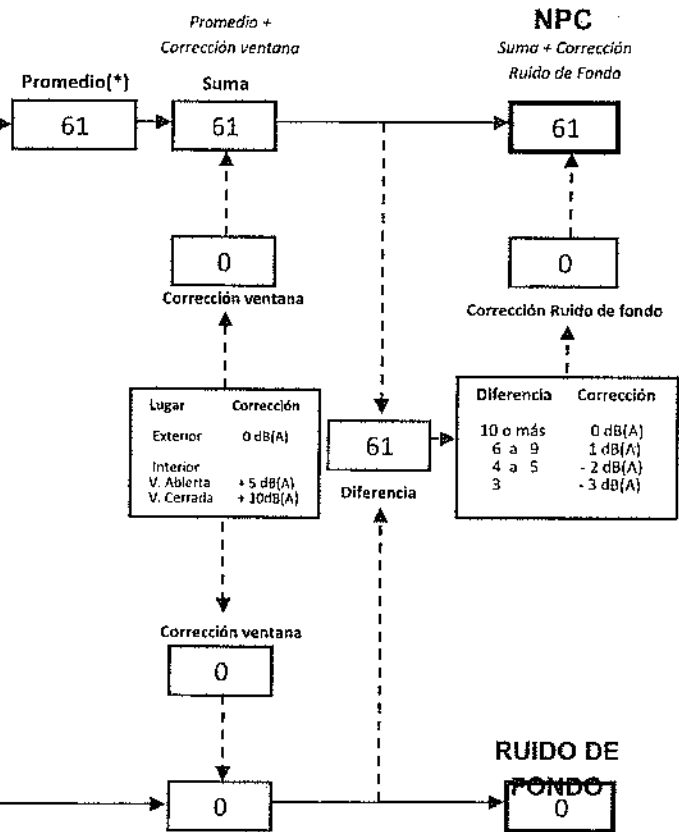 Promedio +
Corrección ventana
NPC
Suma + Corrección
Ruido de Fondo
Promedio(*)
Suma
61
61
61
0
0
Corrección ventana
Corrección Ruido de fondo
Lugar Corrección
Exterior 0 dB(A)
Interior
V. Abierta + 5 dB(A)
V. Cerrada + 10dB(A)
61
Diferencia
Diferencia Corrección
10 o más 0 dB(A)
6 a 9 1 dB(A)
4 a 5 - 2 dB(A)
3 - 3 dB(A)
Corrección ventana
0
RUIDO DE
FONDO
0
0